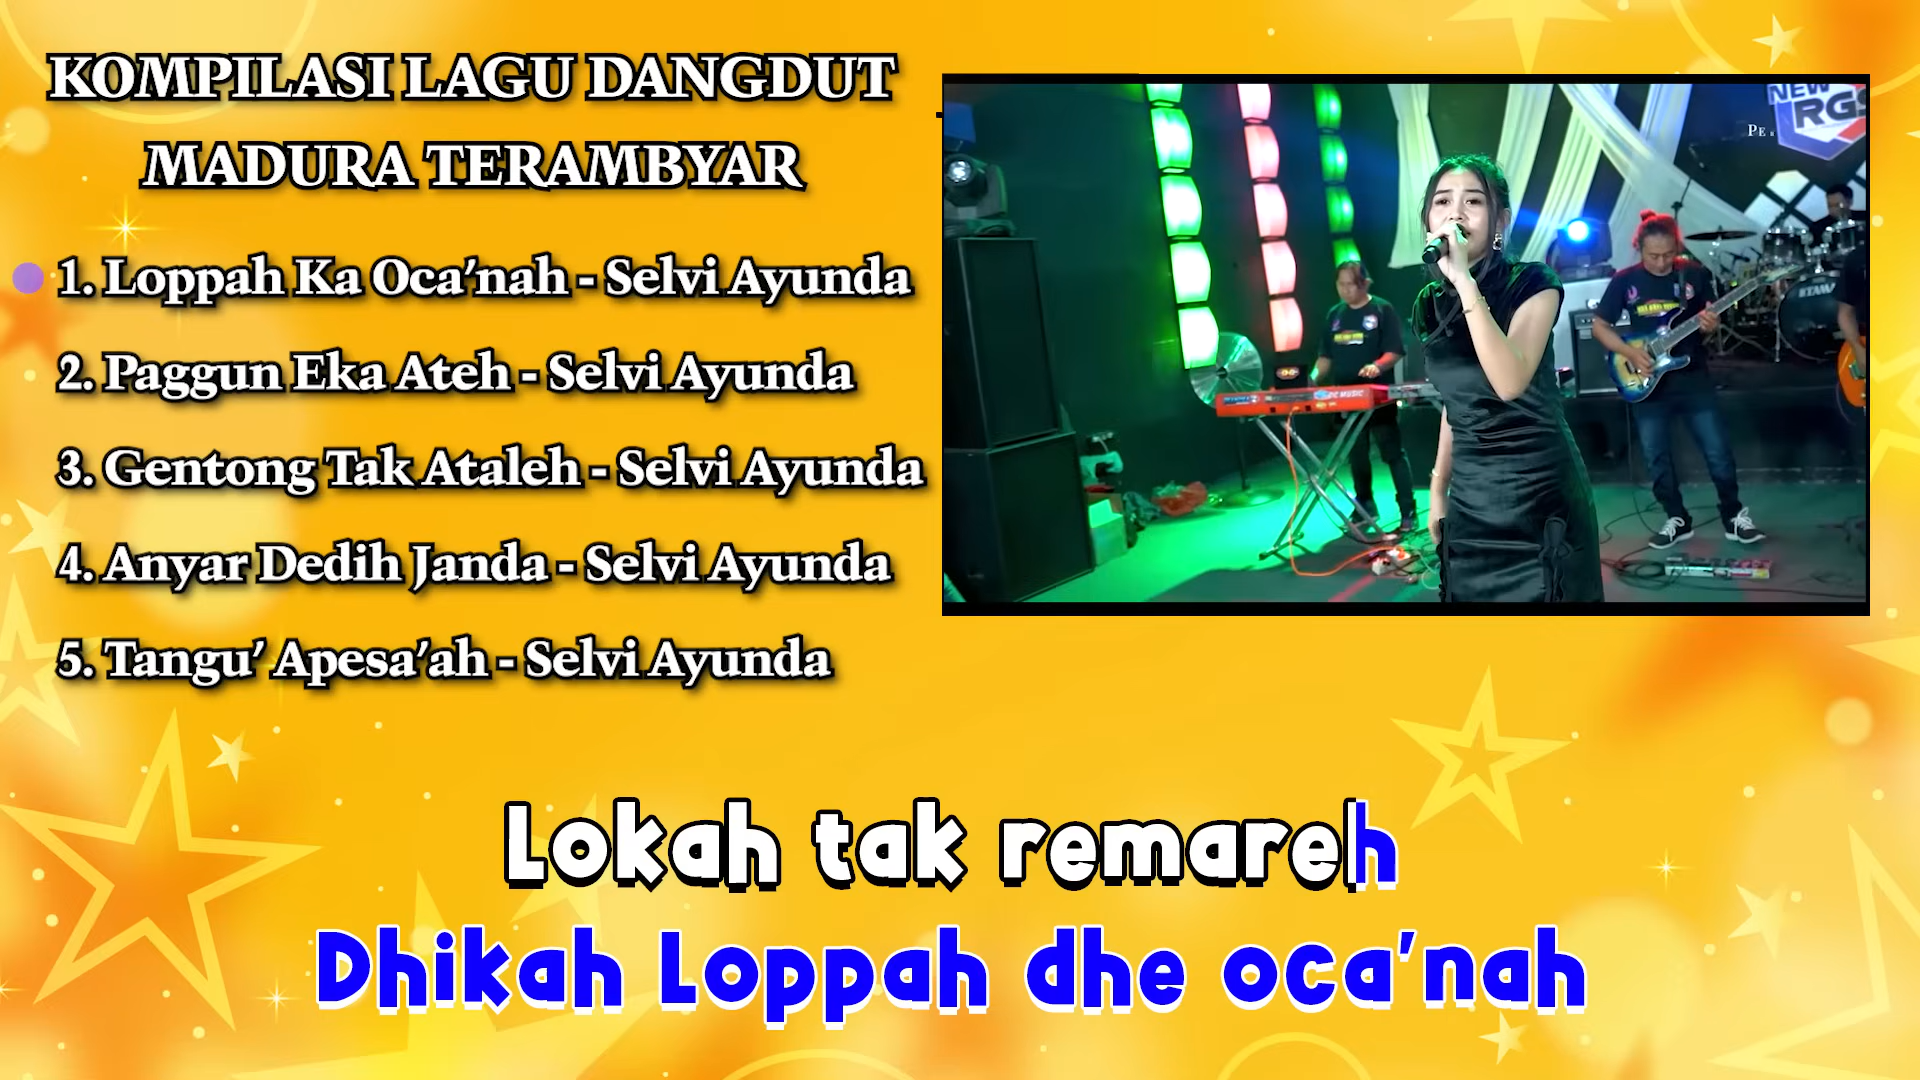 KOMPILASI LAGU DANGDUT
MADURA TERAMBYAR
1. Loppah Ka Oca'nah - Selvi Ayunda
2. Paggun Eka Ateh - Selvi Ayunda
3. Gentong Tak Ataleh - Selvi Ayunda
4. Anyar Dedih Janda - Selvi Ayunda
5. Tangu' Apesa'ah - Selvi Ayunda
NEW
RGS
TAMA
Lokah tak remareh
Dhikah Loppah dhe oca'nah